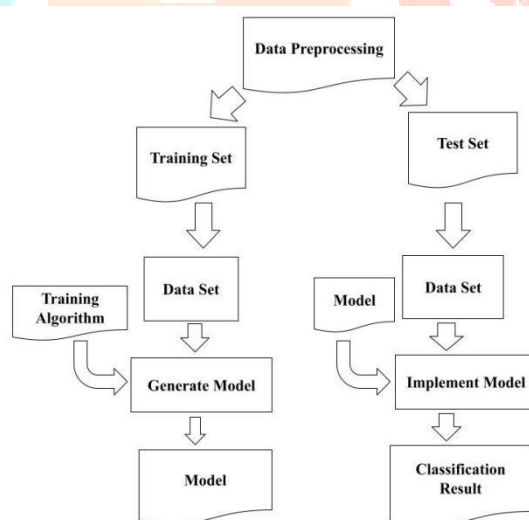 Data Preprocessing
Training Set
Test Set
Data Set
Data Set
Training
Algorithm
Model
Generate Model
Implement Model
Model
Classification
Result